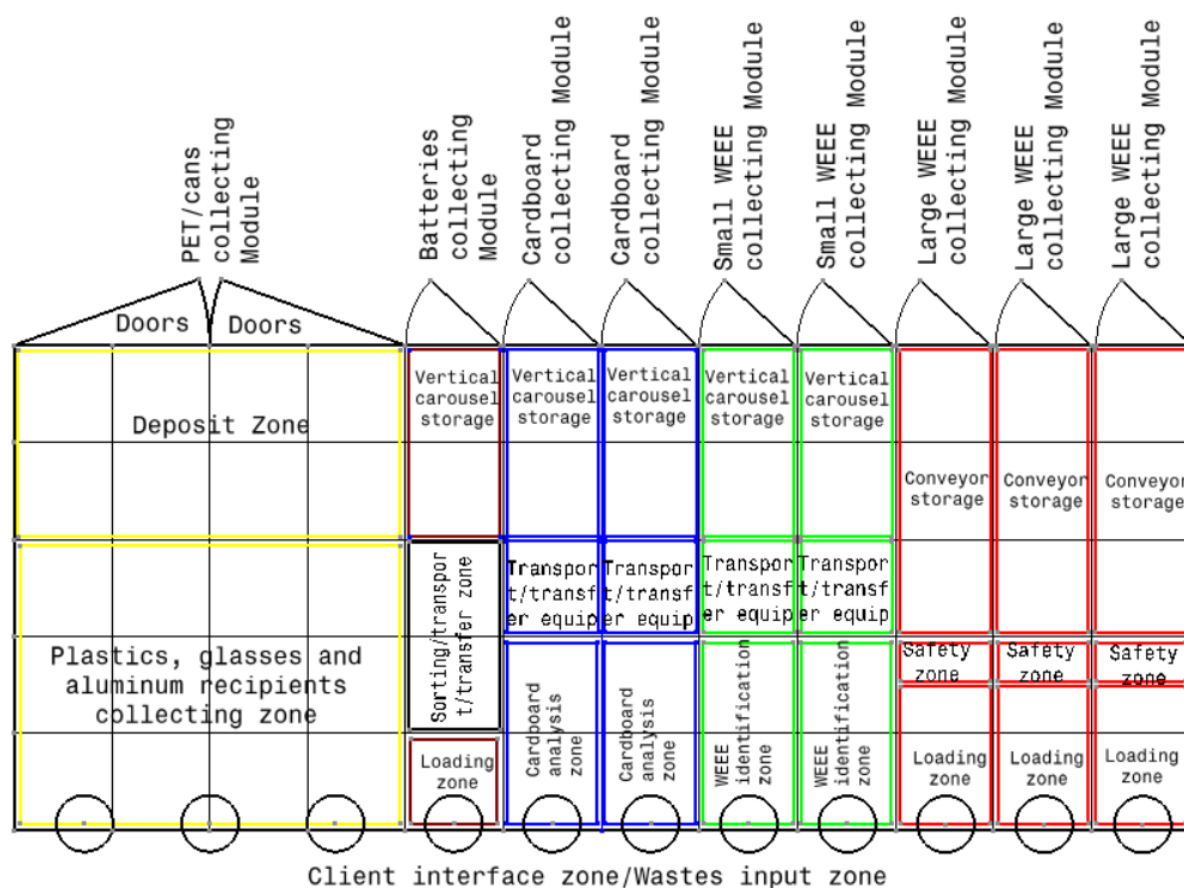 PET/cans
collecting
Module
Batteries
collecting
Module
Cardboard
collecting Module
Cardboard
collecting Module
Small WEEE
collecting Module
Small WEEE
collecting Module
Large WEEE
collecting Module
Large WEEE
collecting Module
Large WEEE
collecting Module
Doors
Doors
Deposit Zone
Vertical
carousel
storage
Vertical
carousel
storage
Vertical
carousel
storage
Vertical
carousel
storage
Vertical
carousel
storage
Conveyor
storage
Conveyor
storage
Conveyor
storage
Plastics, glasses and
aluminum recipients
collecting zone
Sorting/transpor
t/transfer zone
Transpor
t/transf
er equip
Transpor
t/transf
er equip
Transpor
t/transf
er equip
Transpor
t/transf
er equip
Safety
zone
Safety
zone
Safety
zone
Loading
zone
Cardboard
analysis
zone
Cardboard
analysis
zone
WEEE
identification
zone
WEEE
identification
zone
Loading
zone
Loading
zone
Loading
zone
Client interface zone/Wastes input zone